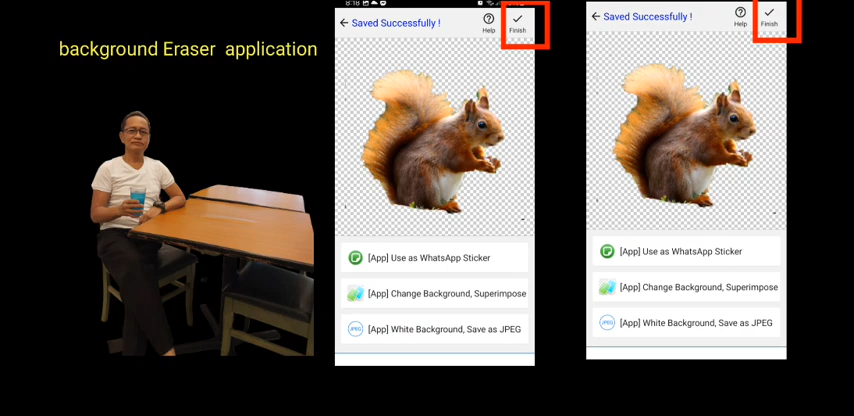 background Eraser application
8:18
Saved Successfully !
Help
Finish
[App] Use as WhatsApp Sticker
[App] Change Background, Superimpose
JPEG
[App] White Background, Save as JPEG
Saved Successfully !
Help
Finish
[App] Use as WhatsApp Sticker
[App] Change Background, Superimpose
JPEG
[App] White Background, Save as JPEG